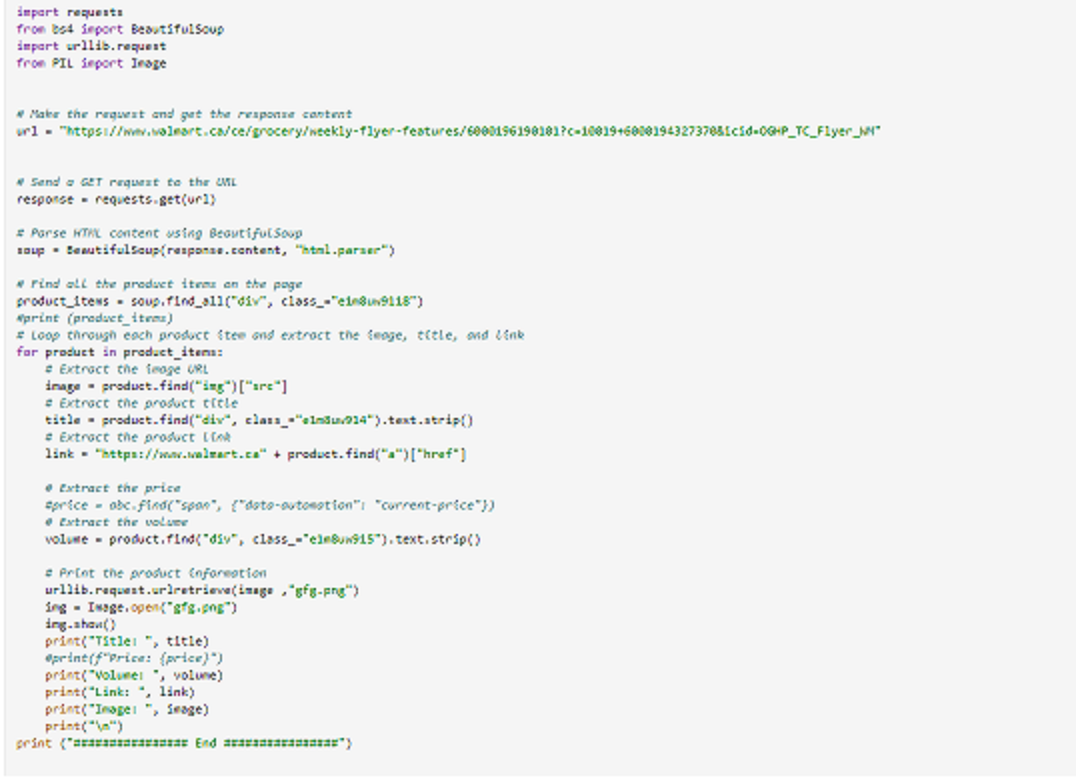 import requests
from bs4 import BeautifulSoup
import urllib.request
from PIL import Image
# Make the request and get the response content
url = "https://www.walmart.ca/ce/grocery/weekly-flyer-features/6000196190101?c=10019+6000194327370&icid=OGHP_TC_Flyer_WM"
# Send a GET request to the URL
response = requests.get(url)
# Parse HTML content using BeautifulSoup
soup = BeautifulSoup(response.content, "html.parser")
# Find all the product items on the page
product_items = soup.find_all("div", class_="e1m8uw9118")
#print (product_items)
# Loop through each product item and extract the image, title, and link
for product in product_items:
    # Extract the image URL
    image = product.find("img")["src"]
    # Extract the product title
    title = product.find("div", class_="e1m8uw914").text.strip()
    # Extract the product link
    link = "https://www.walmart.ca" + product.find("a")["href"]
    # Extract the price
    #price = abc.find("span", {"data-automation": "current-price"})
    # Extract the volume
    volume = product.find("div", class_="e1m8uw915").text.strip()
    # Print the product information
    urllib.request.urlretrieve(image ,"gfg.png")
    img = Image.open("gfg.png")
    img.show()
    print("Title: ", title)
    #print(f"Price: {price}")
    print("Volume: ", volume)
    print("Link: ", link)
    print("Image: ", image)
    print("\n")
print ("################ End ################")